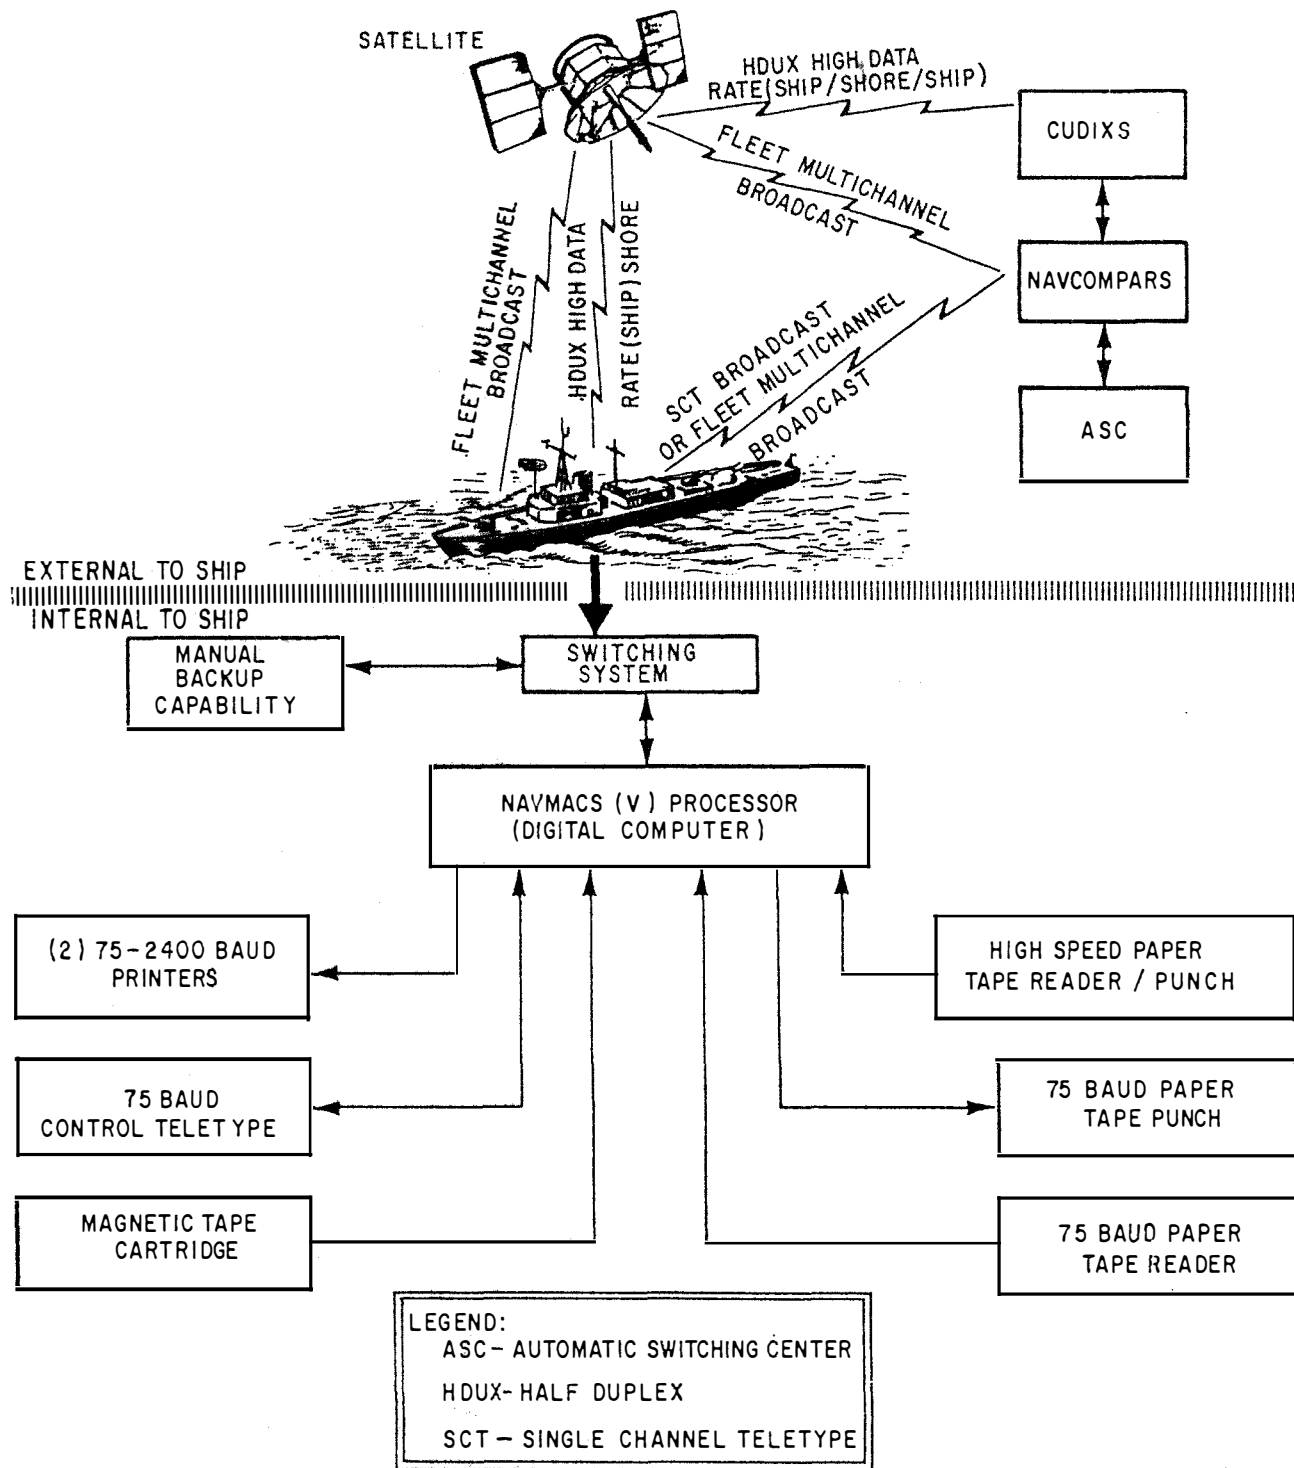 SATELLITE
HDUX HIGH DATA
RATE(SHIP/SHORE/SHIP)
CUDIXS
FLEET MULTICHANNEL
BROADCAST
NAVCOMPARS
FLEET MULTICHANNEL
BROADCAST
HDUX HIGH DATA
RATE(SHIP)SHORE
SCT BROADCAST
OR FLEET MULTICHANNEL
BROADCAST
ASC
EXTERNAL TO SHIP
INTERNAL TO SHIP
MANUAL
BACKUP
CAPABILITY
SWITCHING
SYSTEM
NAVMACS (V) PROCESSOR
(DIGITAL COMPUTER)
(2) 75-2400 BAUD
PRINTERS
HIGH SPEED PAPER
TAPE READER / PUNCH
75 BAUD
CONTROL TELETYPE
75 BAUD PAPER
TAPE PUNCH
MAGNETIC TAPE
CARTRIDGE
75 BAUD PAPER
TAPE READER
LEGEND:
ASC- AUTOMATIC SWITCHING CENTER
HDUX- HALF DUPLEX
SCT - SINGLE CHANNEL TELETYPE